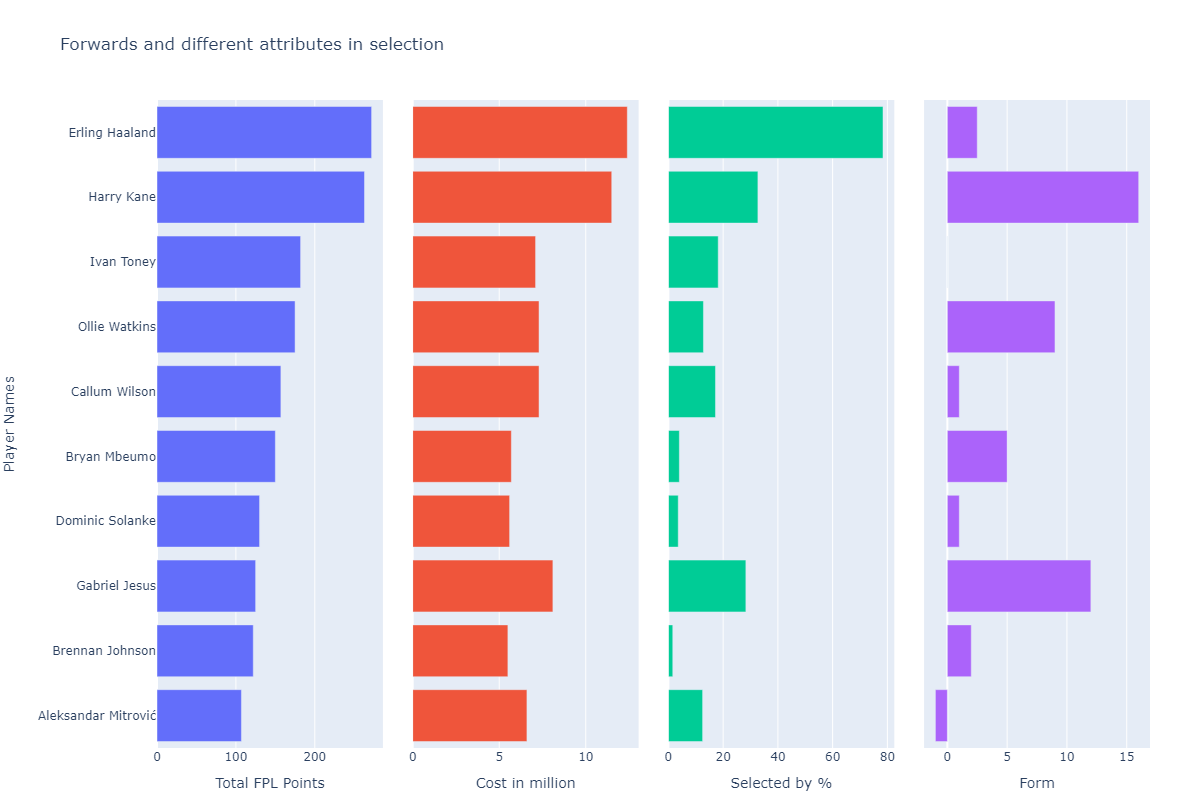 Forwards and different attributes in selection
Player Names
Erling Haaland
Harry Kane
Ivan Toney
Ollie Watkins
Callum Wilson
Bryan Mbeumo
Dominic Solanke
Gabriel Jesus
Brennan Johnson
Aleksandar Mitrović
0 100 200
0 5 10
0 20 40 60 80
0 5 10 15
Total FPL Points
Cost in million
Selected by %
Form